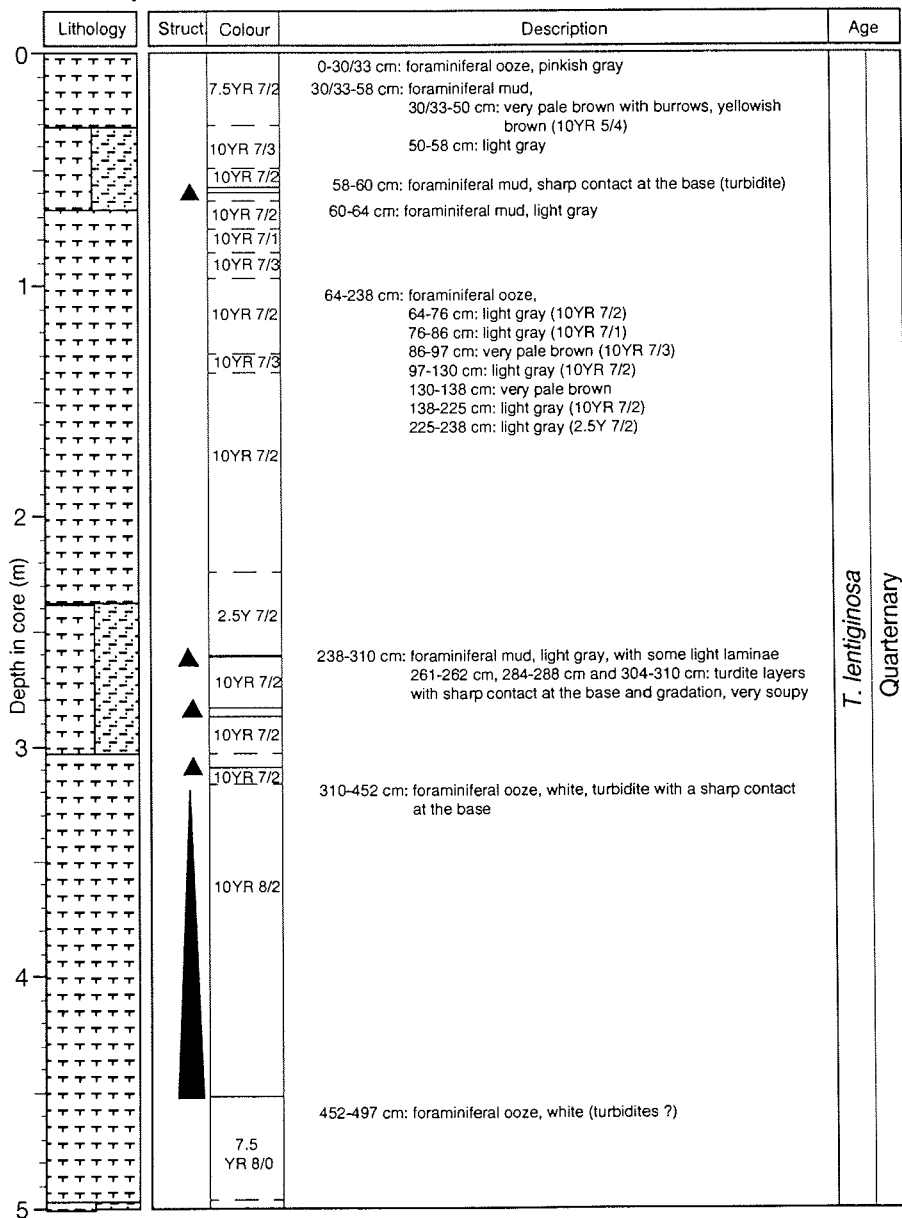 Lithology
Struct.
Colour
Description
Age
0
1
2
3
4
5
Depth in core (m)
7.5YR 7/2
10YR 7/3
10YR 7/2
10YR 7/2
10YR 7/1
10YR 7/3
10YR 7/2
10YR 7/3
10YR 7/2
2.5Y 7/2
10YR 7/2
10YR 7/2
10YR 7/2
10YR 8/2
7.5
YR 8/0
0-30/33 cm: foraminiferal ooze, pinkish gray
30/33-58 cm: foraminiferal mud,
30/33-50 cm: very pale brown with burrows, yellowish
brown (10YR 5/4)
50-58 cm: light gray
58-60 cm: foraminiferal mud, sharp contact at the base (turbidite)
60-64 cm: foraminiferal mud, light gray
64-238 cm: foraminiferal ooze,
64-76 cm: light gray (10YR 7/2)
76-86 cm: light gray (10YR 7/1)
86-97 cm: very pale brown (10YR 7/3)
97-130 cm: light gray (10YR 7/2)
130-138 cm: very pale brown
138-225 cm: light gray (10YR 7/2)
225-238 cm: light gray (2.5Y 7/2)
238-310 cm: foraminiferal mud, light gray, with some light laminae
261-262 cm, 284-288 cm and 304-310 cm: turdite layers
with sharp contact at the base and gradation, very soupy
310-452 cm: foraminiferal ooze, white, turbidite with a sharp contact
at the base
452-497 cm: foraminiferal ooze, white (turbidites ?)
T. lentiginosa
Quaternary